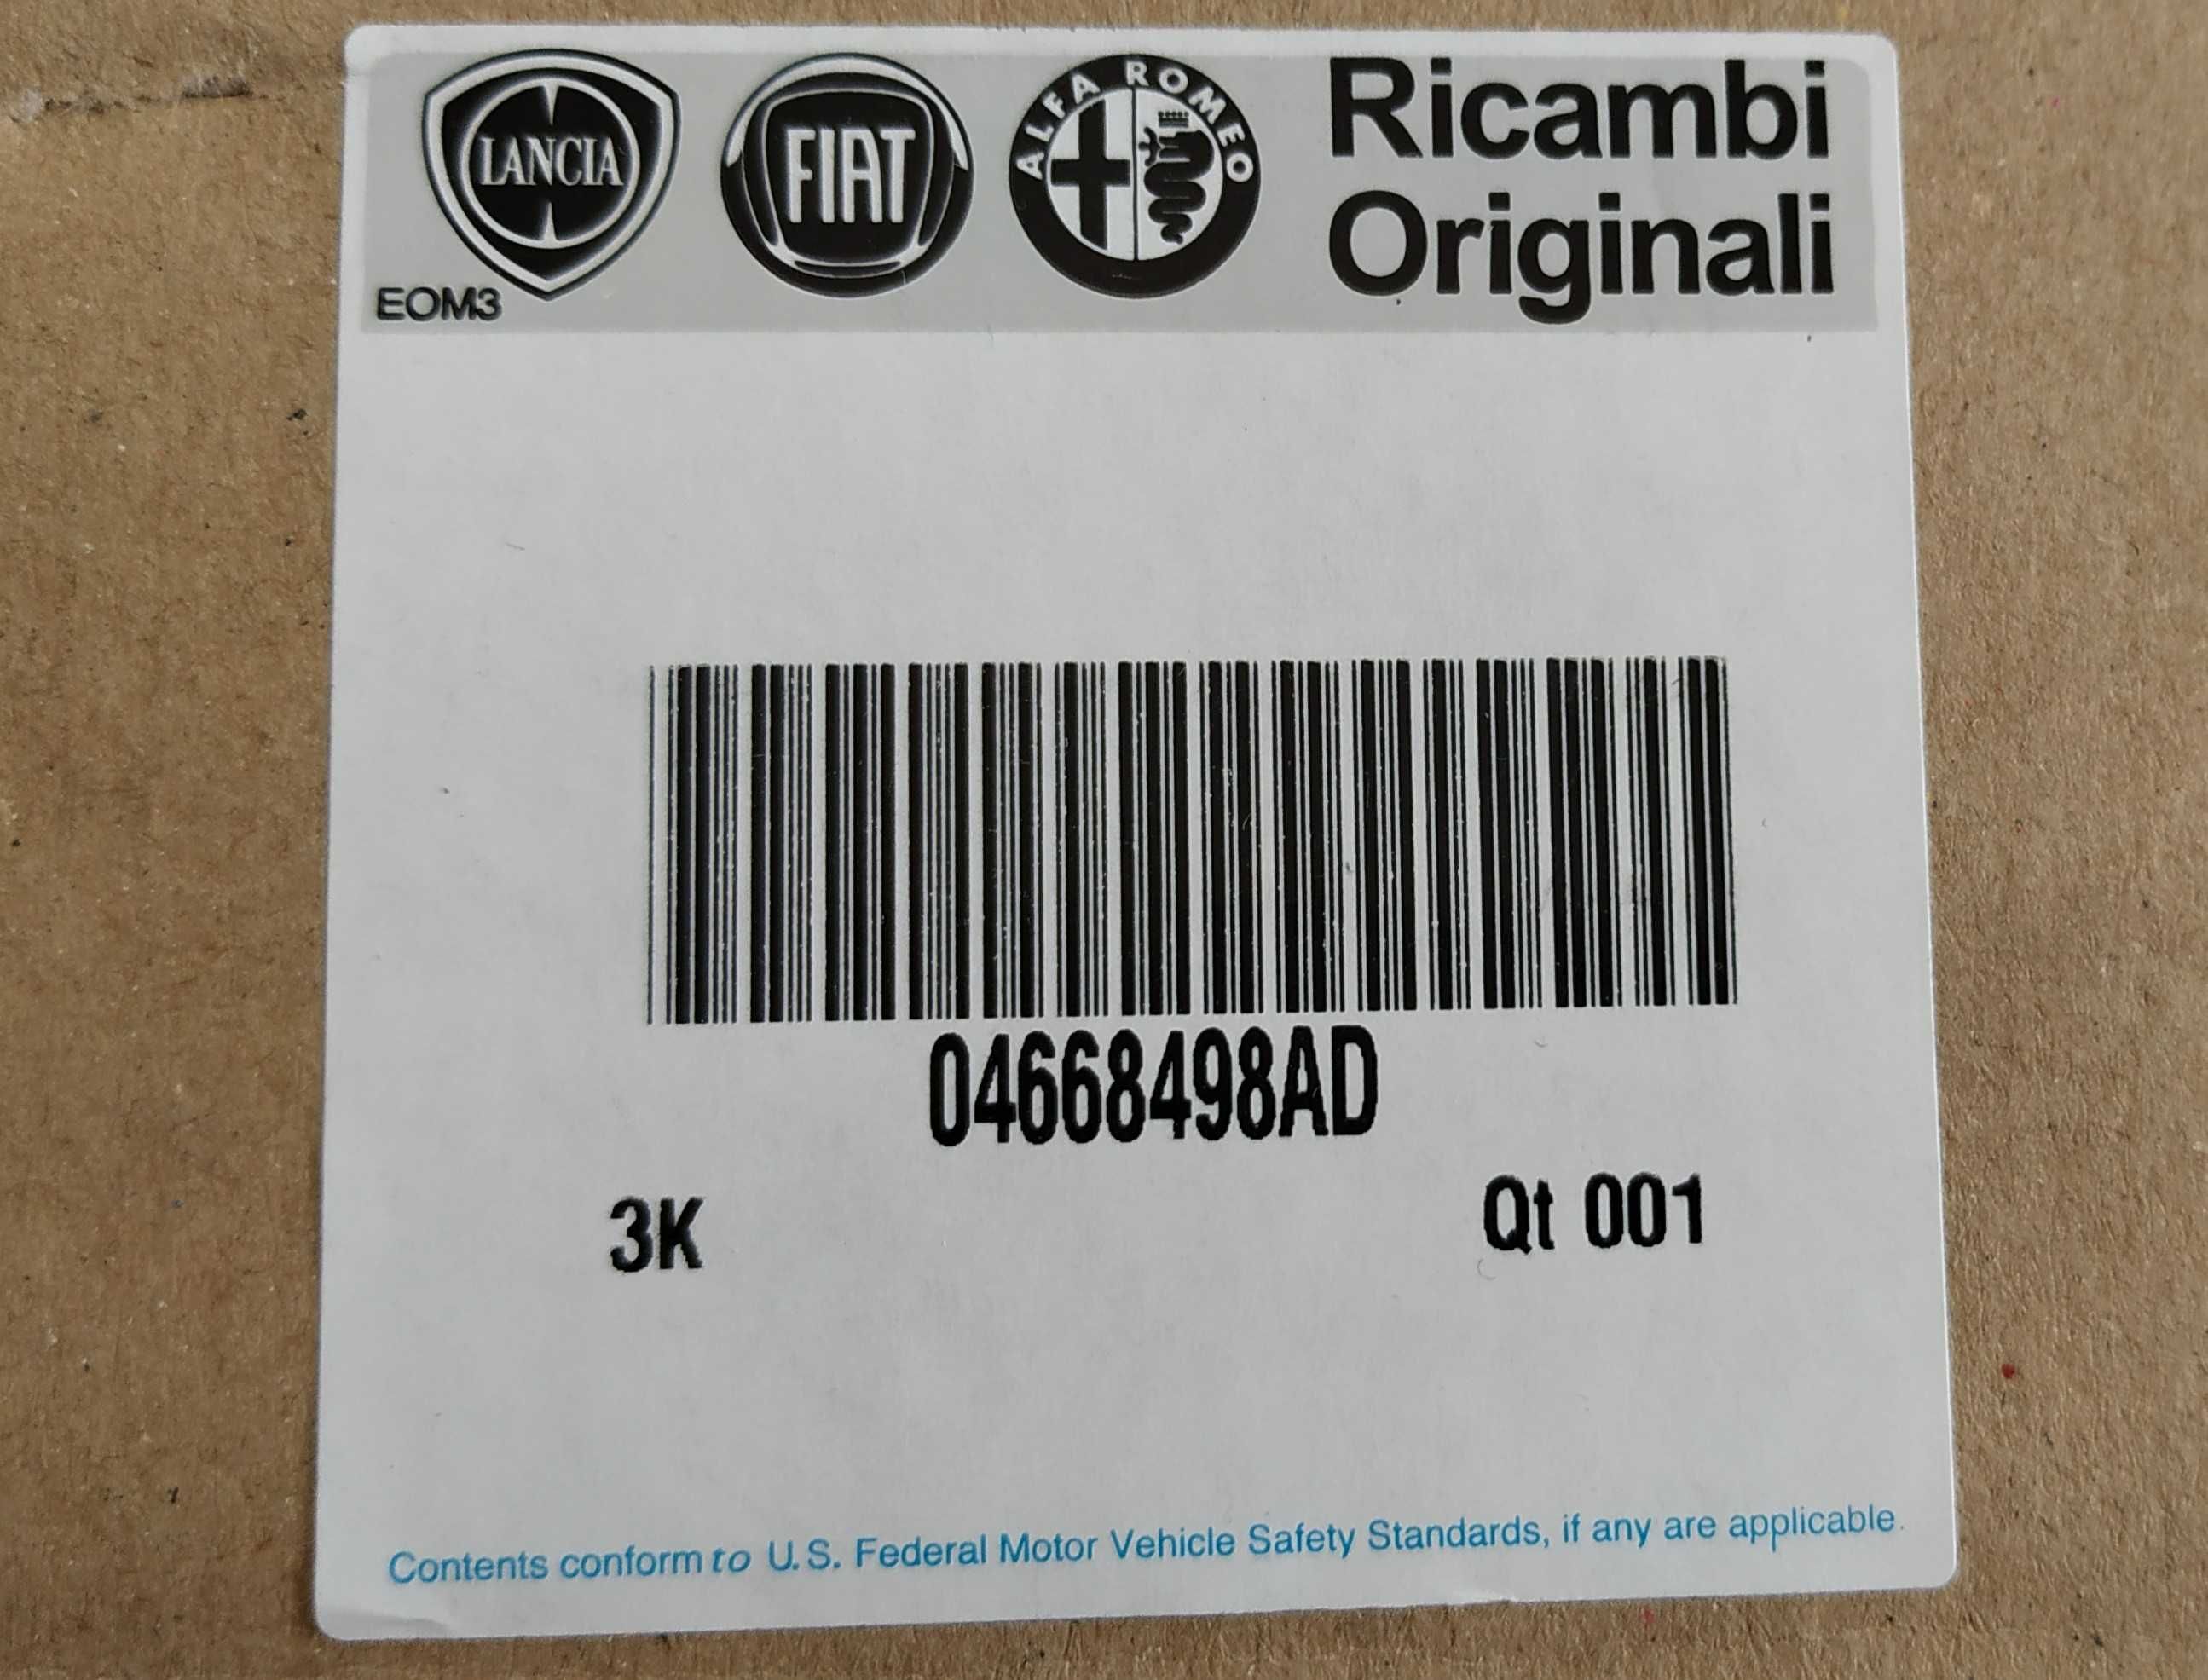 LANCIA
FIAT
ALFA ROMEO
Ricambi
Originali
EOM3
04668498AD
3K
Qt 001
Contents conform to U.S. Federal Motor Vehicle Safety Standards, if any are applicable.